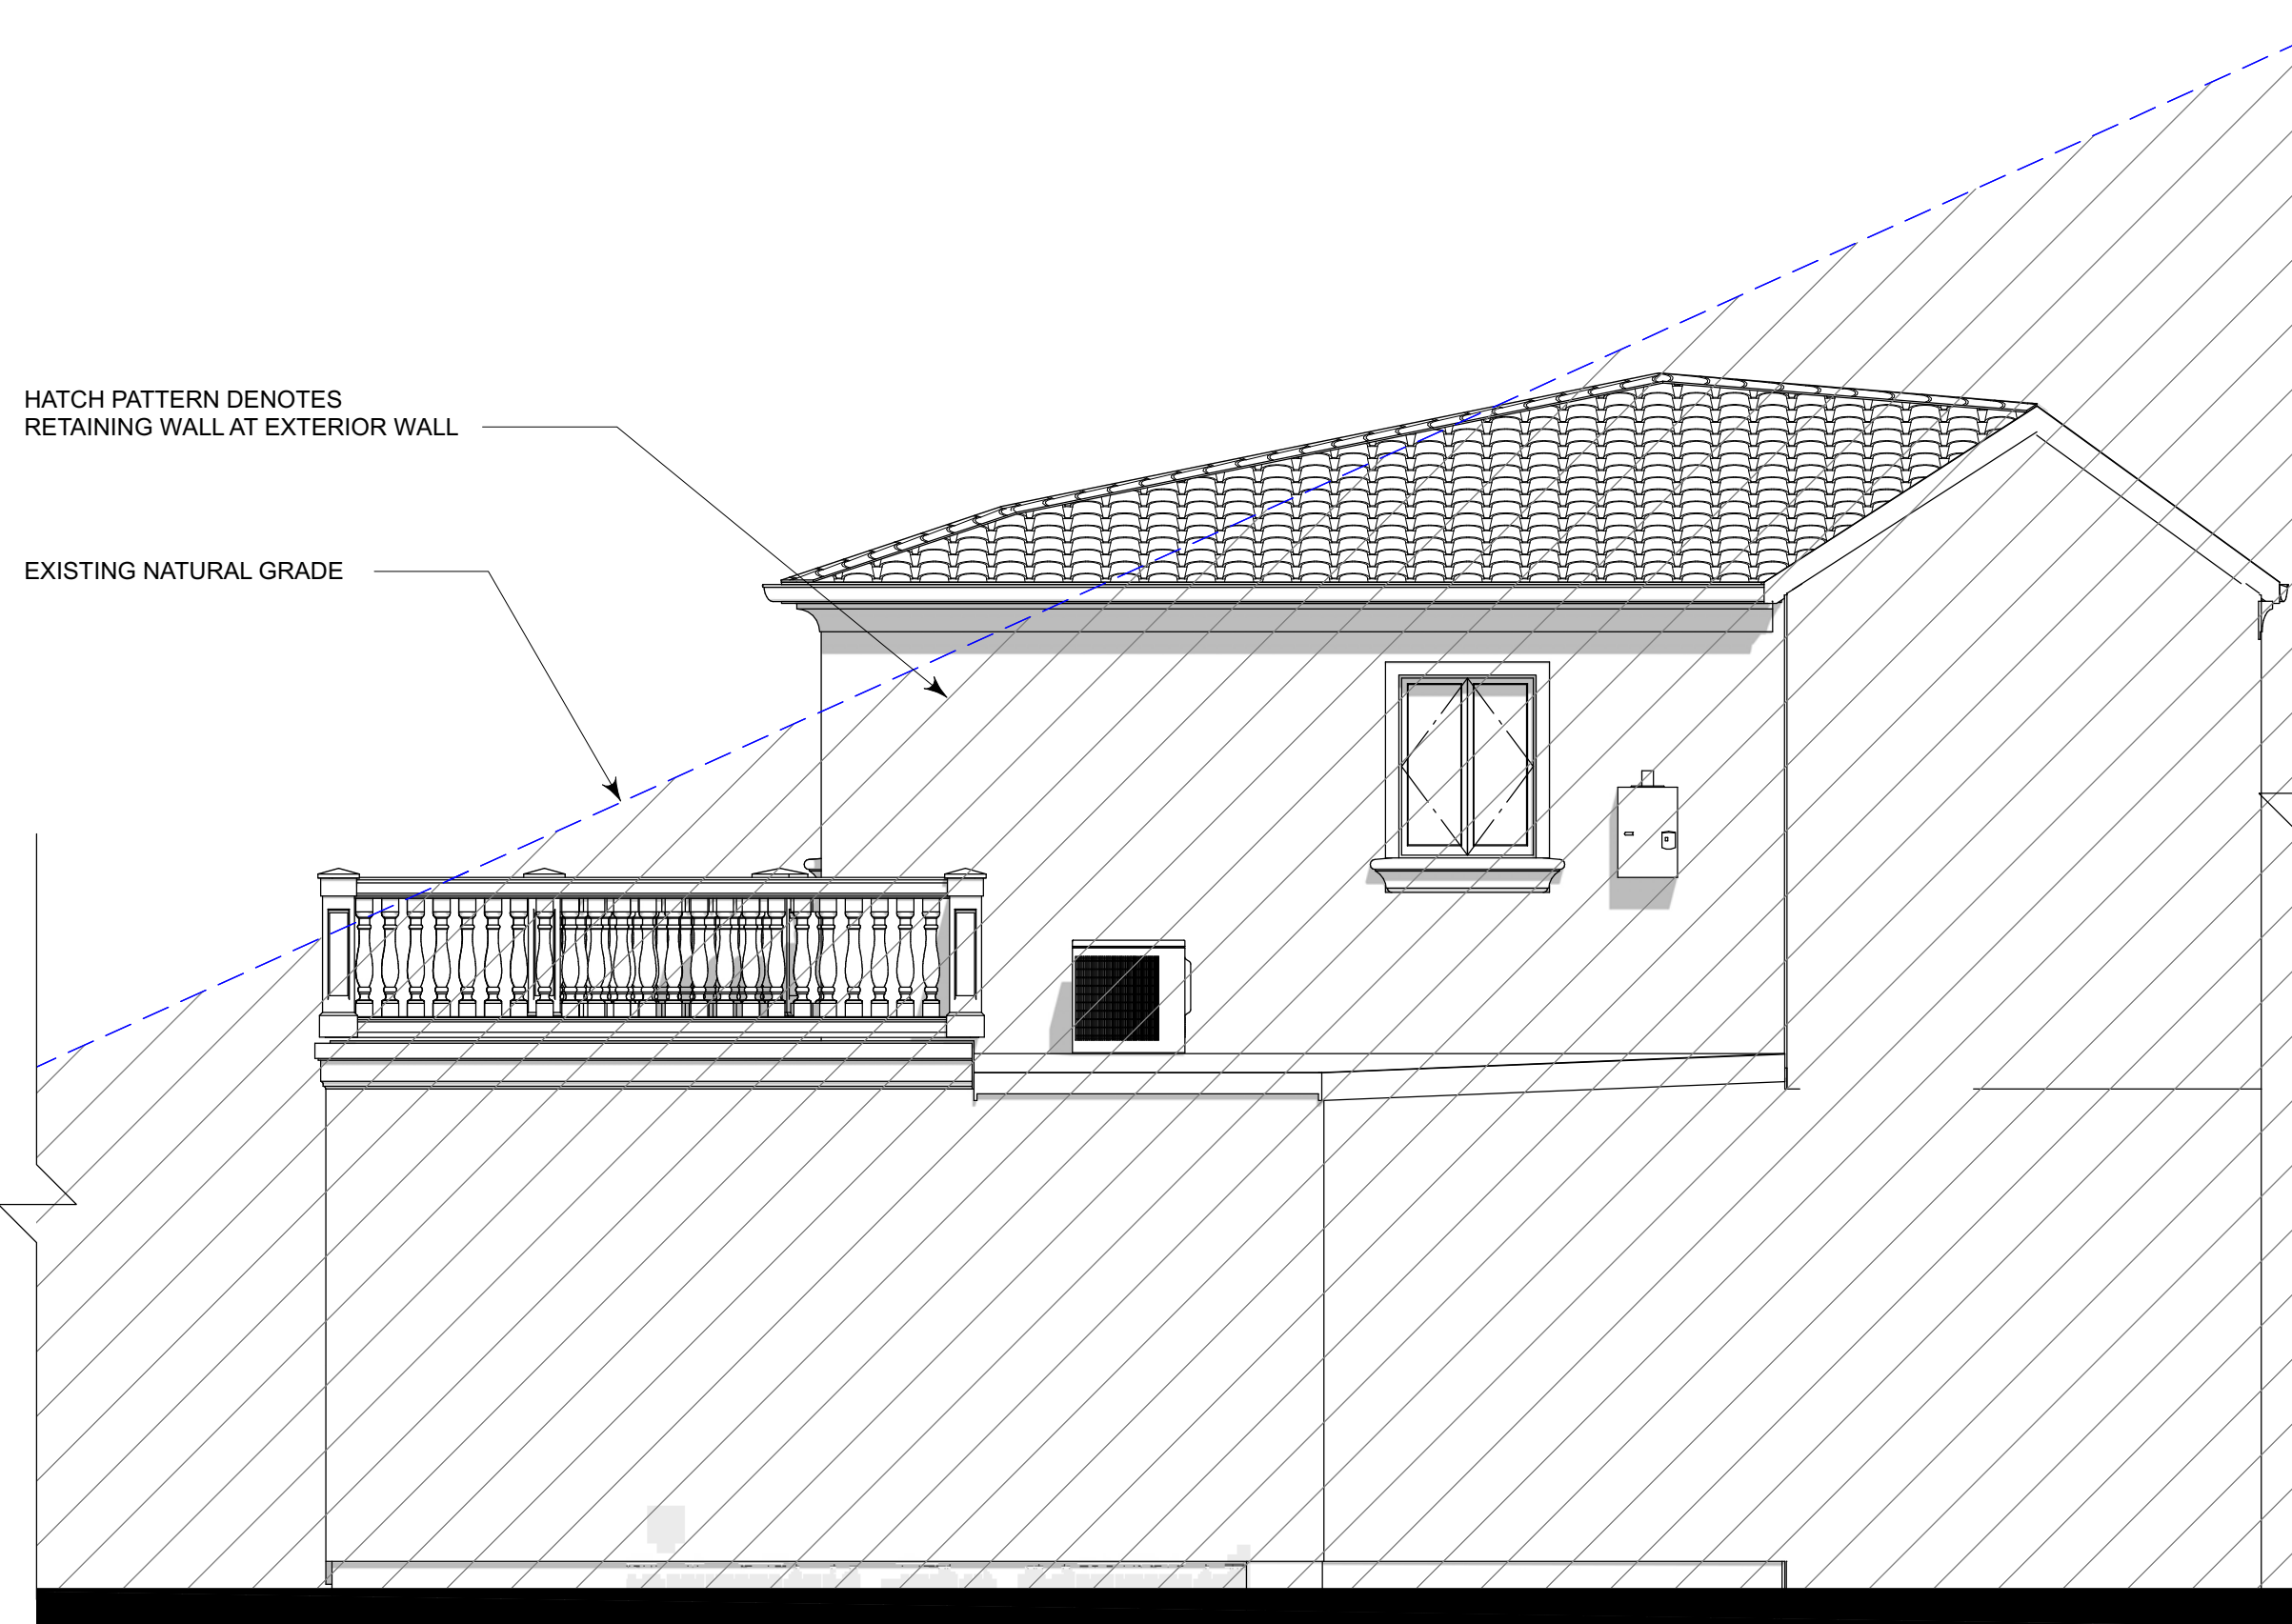 HATCH PATTERN DENOTES
RETAINING WALL AT EXTERIOR WALL
EXISTING NATURAL GRADE